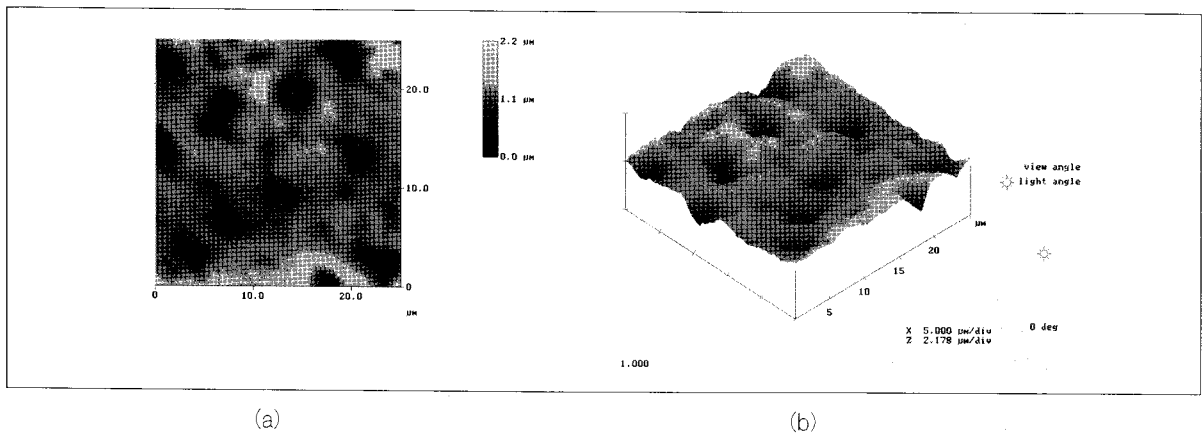 2.2 µM
1.1 µM
0.0 µM
20.0
10.0
0
0
10.0
20.0
µM
view angle
light angle
µM
20
15
10
5
X 5.000 µM/div
Z 2.178 µM/div
0 deg
1.000
(a)
(b)